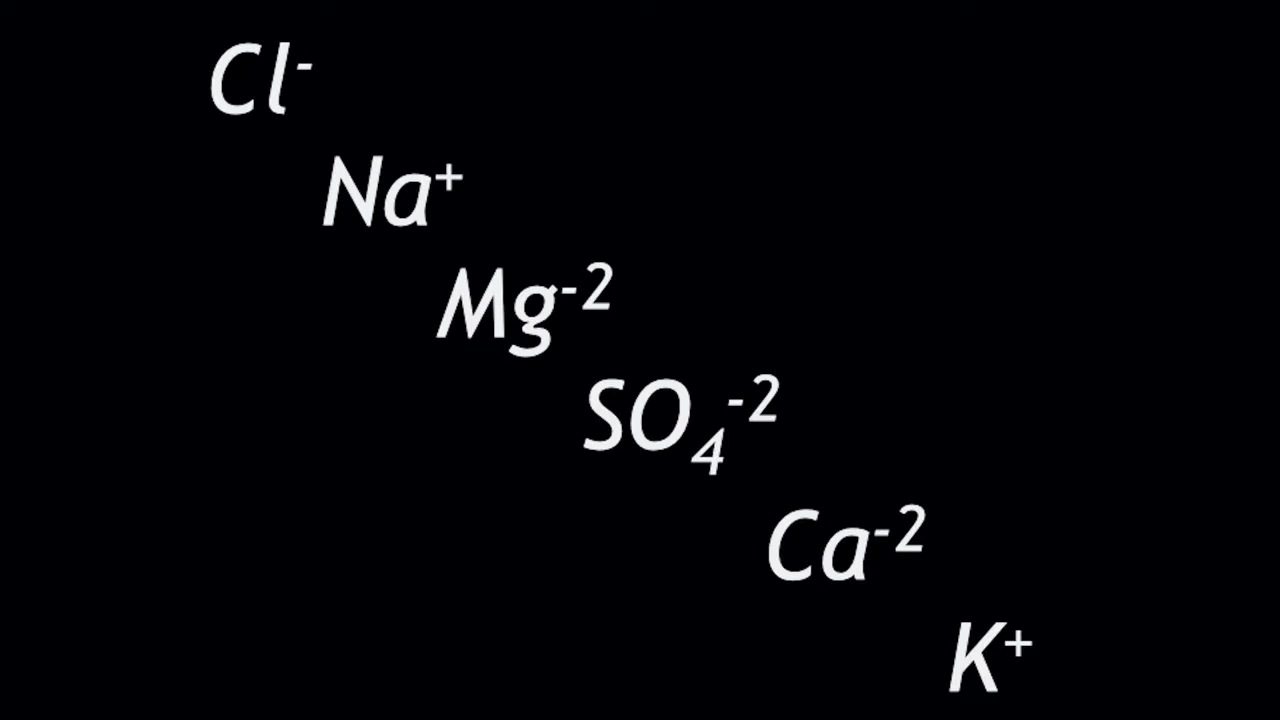 Cl⁻
Na⁺
Mg⁻²
SO₄⁻²
Ca⁻²
K⁺